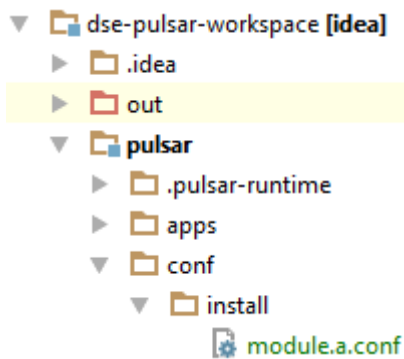 dse-pulsar-workspace [idea]
.idea
out
pulsar
.pulsar-runtime
apps
conf
install
module.a.conf